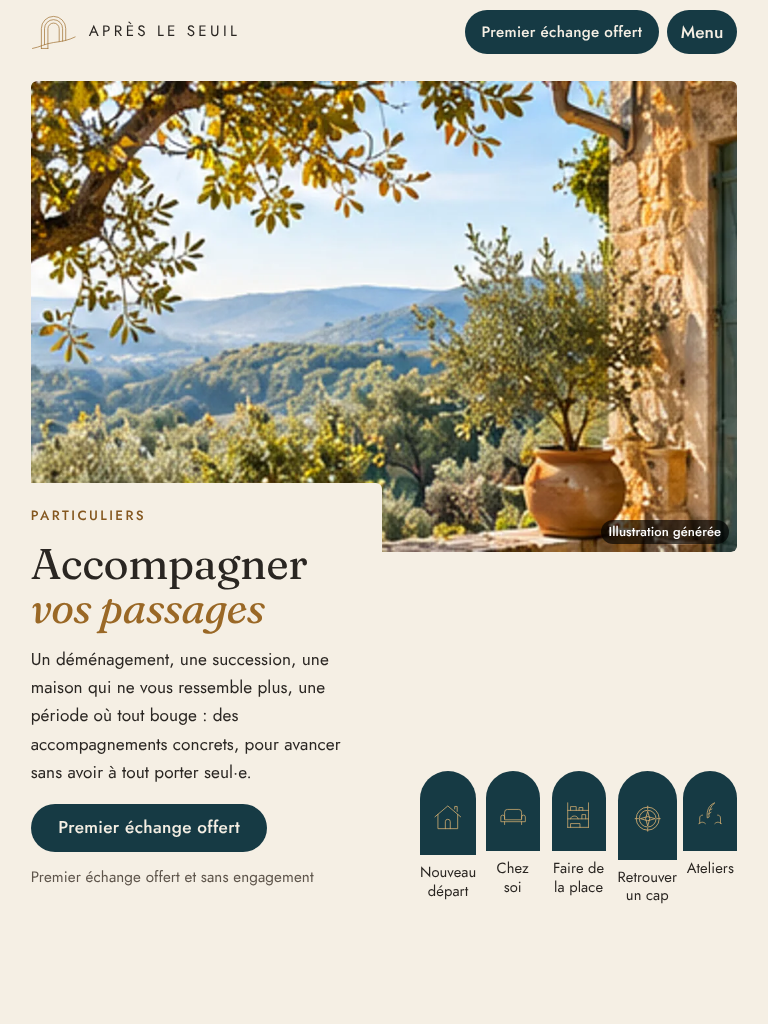 APRÈS LE SEUIL
Premier échange offert
Menu
Illustration générée
PARTICULIERS
Accompagner
vos passages
Un déménagement, une succession, une
maison qui ne vous ressemble plus, une
période où tout bouge : des
accompagnements concrets, pour avancer
sans avoir à tout porter seul·e.
Premier échange offert
Premier échange offert et sans engagement
Nouveau
départ
Chez
soi
Faire de
la place
Retrouver
un cap
Ateliers